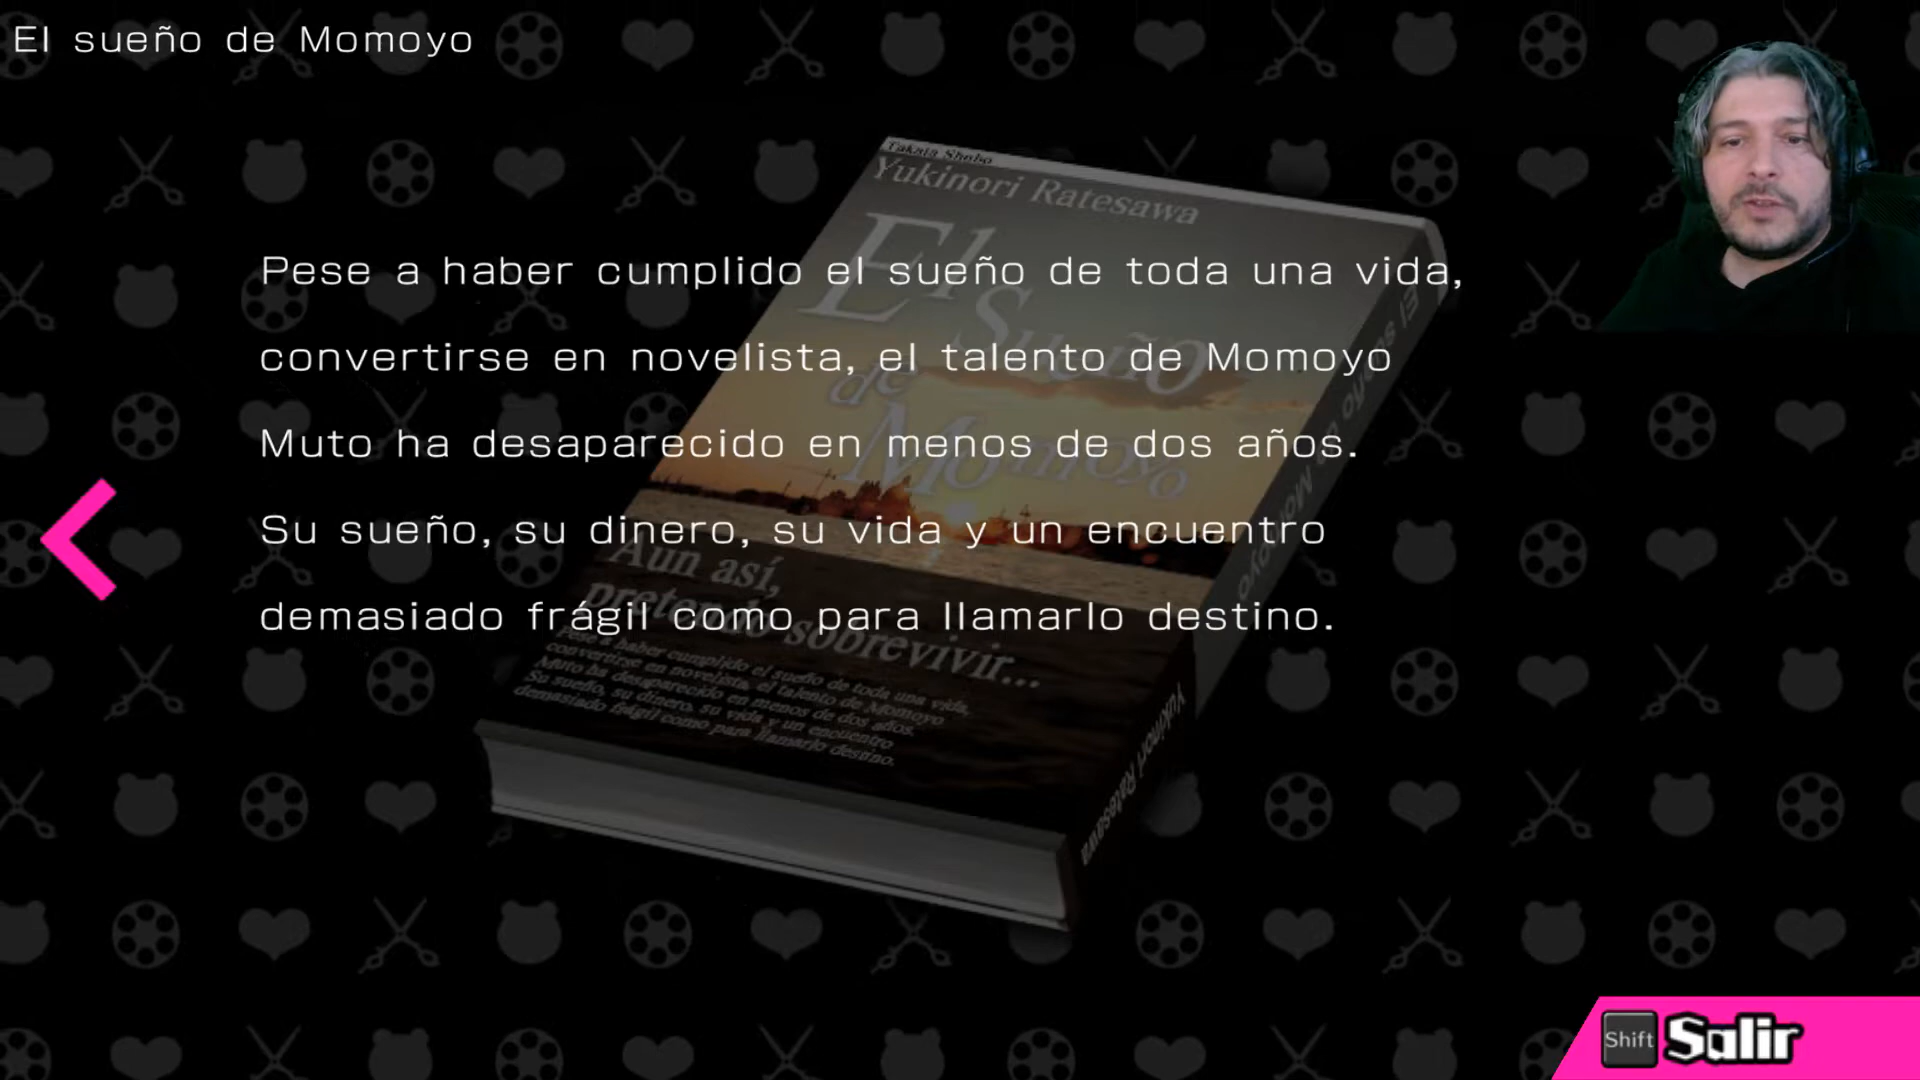 El sueño de Momoyo
Takata Shobo
Yukinori Ratesawa
El
Sueño
de
Momoyo
El sueño de Momoyo
Pese a haber cumplido el sueño de toda una vida,
convertirse en novelista, el talento de Momoyo
Muto ha desaparecido en menos de dos años.
Su sueño, su dinero, su vida y un encuentro
demasiado frágil como para llamarlo destino.
Aun así,
pretendo sobrevivir...
Pese a haber cumplido el sueño de toda una vida,
convertirse en novelista, el talento de Momoyo
Muto ha desaparecido en menos de dos años.
Su sueño, su dinero, su vida y un encuentro
demasiado frágil como para llamarlo destino.
Yukinori Ratesawa
Shift Salir